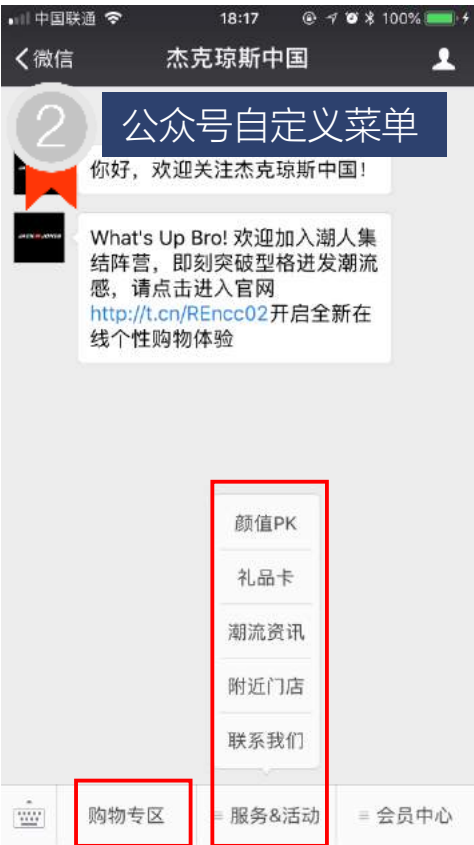 中国联通 18:17 100%
微信 杰克琼斯中国
2 公众号自定义菜单
你好，欢迎关注杰克琼斯中国！
JACK & JONES
What's Up Bro! 欢迎加入潮人集
结阵营，即刻突破型格迸发潮流
感，请点击进入官网
http://t.cn/REncc02开启全新在
线个性购物体验
颜值PK
礼品卡
潮流资讯
附近门店
联系我们
购物专区 服务&活动 会员中心